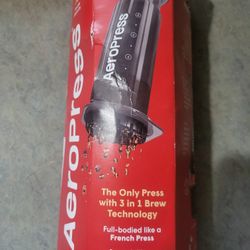 AeroPress
AeroPress
The Only Press
with 3 in 1 Brew
Technology
Full-bodied like a
French Press